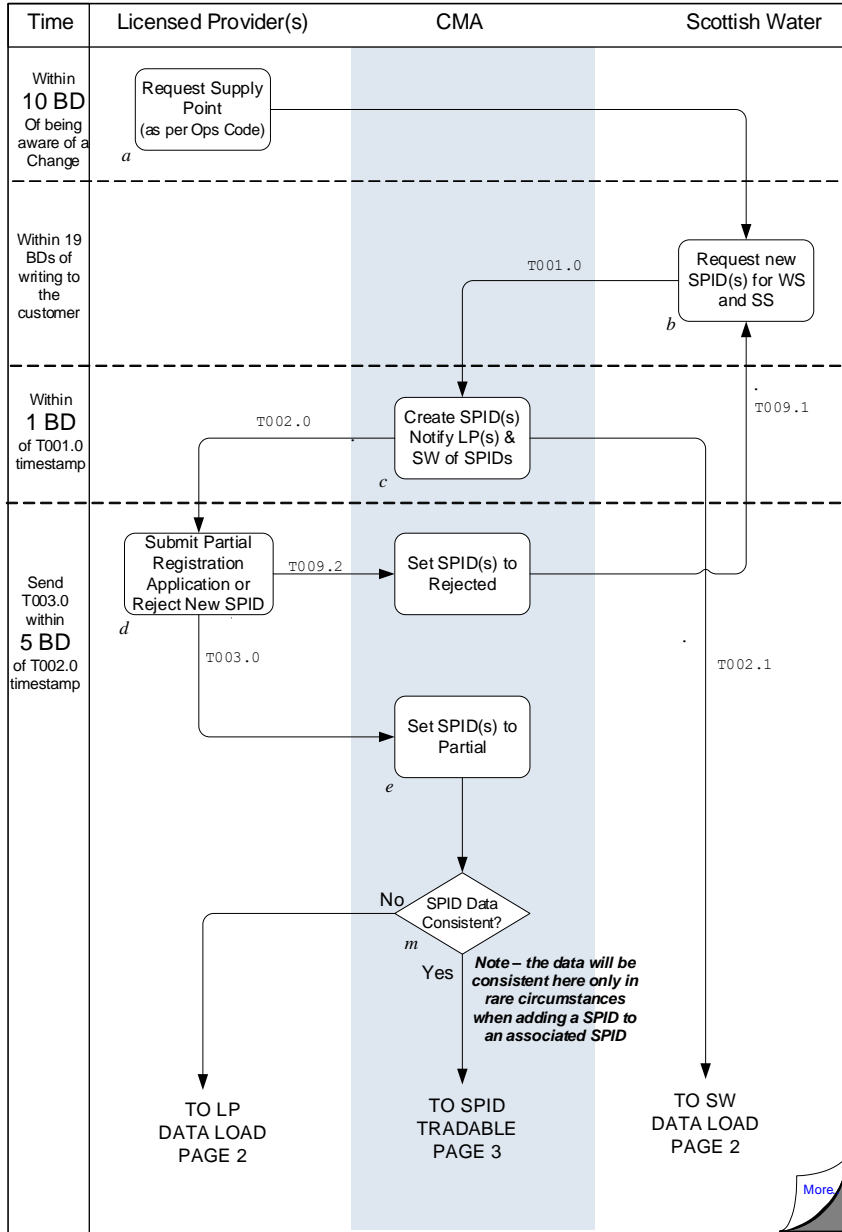 Time
Licensed Provider(s)
CMA
Scottish Water
Within
10 BD
Of being
aware of a
Change
Request Supply
Point
(as per Ops Code)
a
Within 19
BDs of
writing to
the
customer
T001.0
Request new
SPID(s) for WS
and SS
b
Within
1 BD
of T001.0
timestamp
T002.0
Create SPID(s)
Notify LP(s) &
SW of SPIDs
c
T009.1
Send
T003.0
within
5 BD
of T002.0
timestamp
Submit Partial
Registration
Application or
Reject New SPID
d
T009.2
Set SPID(s) to
Rejected
T003.0
T002.1
Set SPID(s) to
Partial
e
No
SPID Data
Consistent?
m
Yes
Note – the data will be
consistent here only in
rare circumstances
when adding a SPID to
an associated SPID
TO LP
DATA LOAD
PAGE 2
TO SPID
TRADABLE
PAGE 3
TO SW
DATA LOAD
PAGE 2
More.